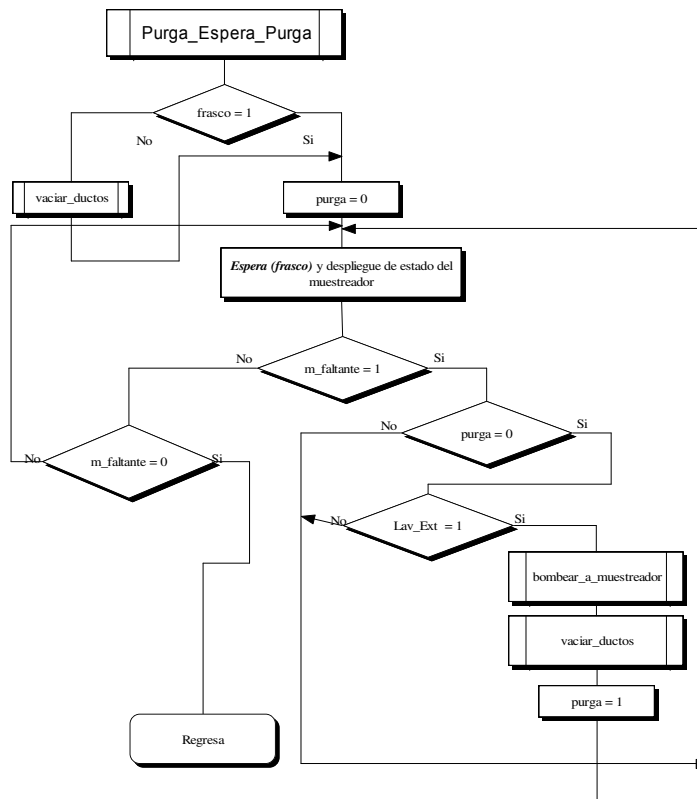 Purga_Espera_Purga
frasco = 1
No
Si
vaciar_ductos
purga = 0
Espera (frasco) y despliegue de estado del
muestreador
No
Si
m_faltante = 1
No
purga = 0
Si
No
m_faltante = 0
Si
No
Lav_Ext = 1
Si
bombear_a_muestreador
vaciar_ductos
purga = 1
Regresa